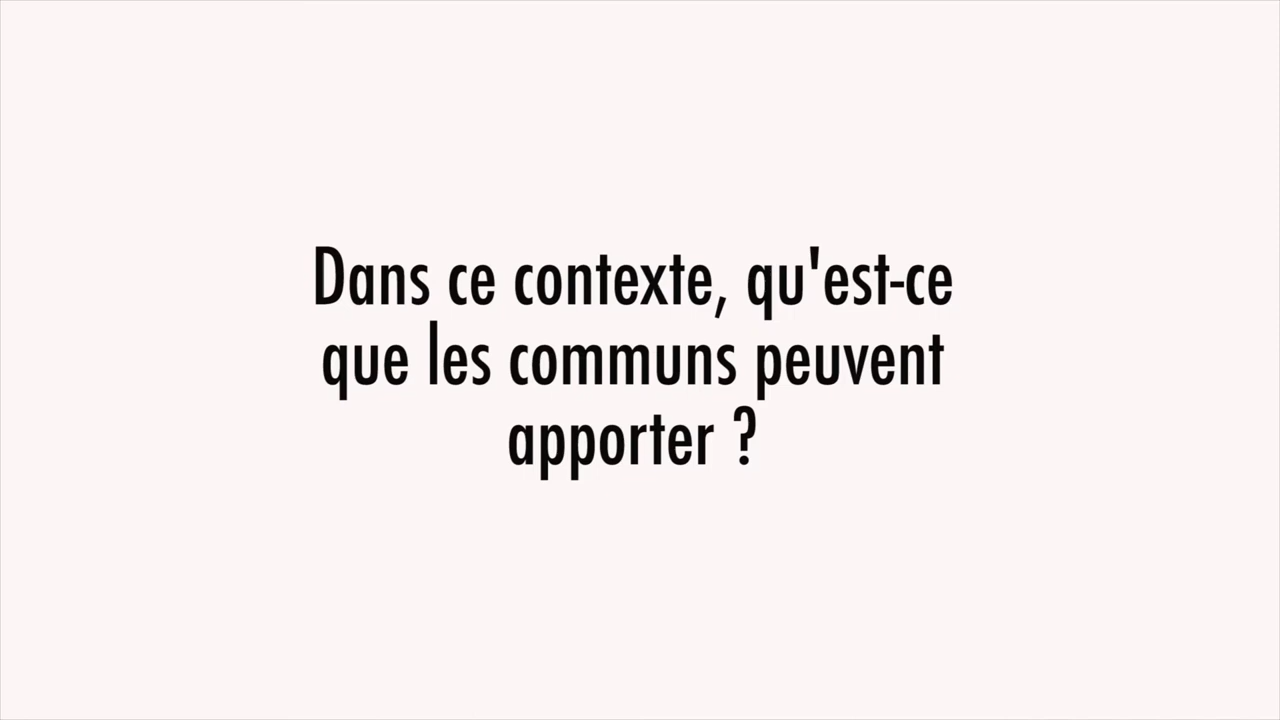 Dans ce contexte, qu'est-ce
que les communs peuvent
apporter ?